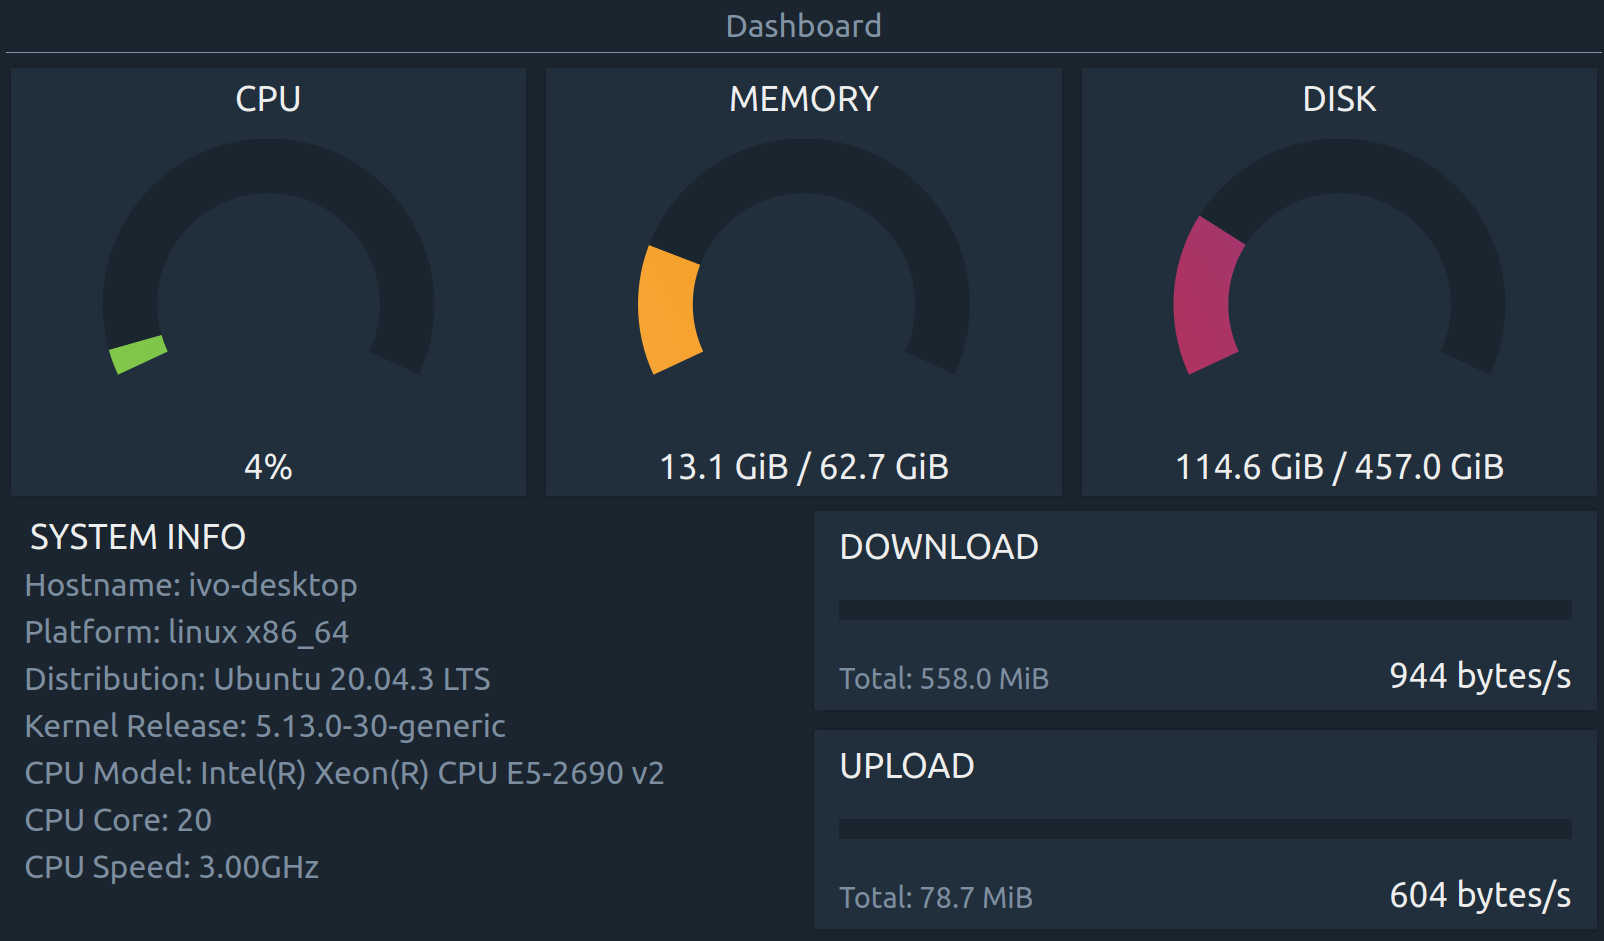 Dashboard
CPU
MEMORY
DISK
4%
13.1 GiB / 62.7 GiB
114.6 GiB / 457.0 GiB
SYSTEM INFO
Hostname: ivo-desktop
Platform: linux x86_64
Distribution: Ubuntu 20.04.3 LTS
Kernel Release: 5.13.0-30-generic
CPU Model: Intel(R) Xeon(R) CPU E5-2690 v2
CPU Core: 20
CPU Speed: 3.00GHz
DOWNLOAD
Total: 558.0 MiB
944 bytes/s
UPLOAD
Total: 78.7 MiB
604 bytes/s